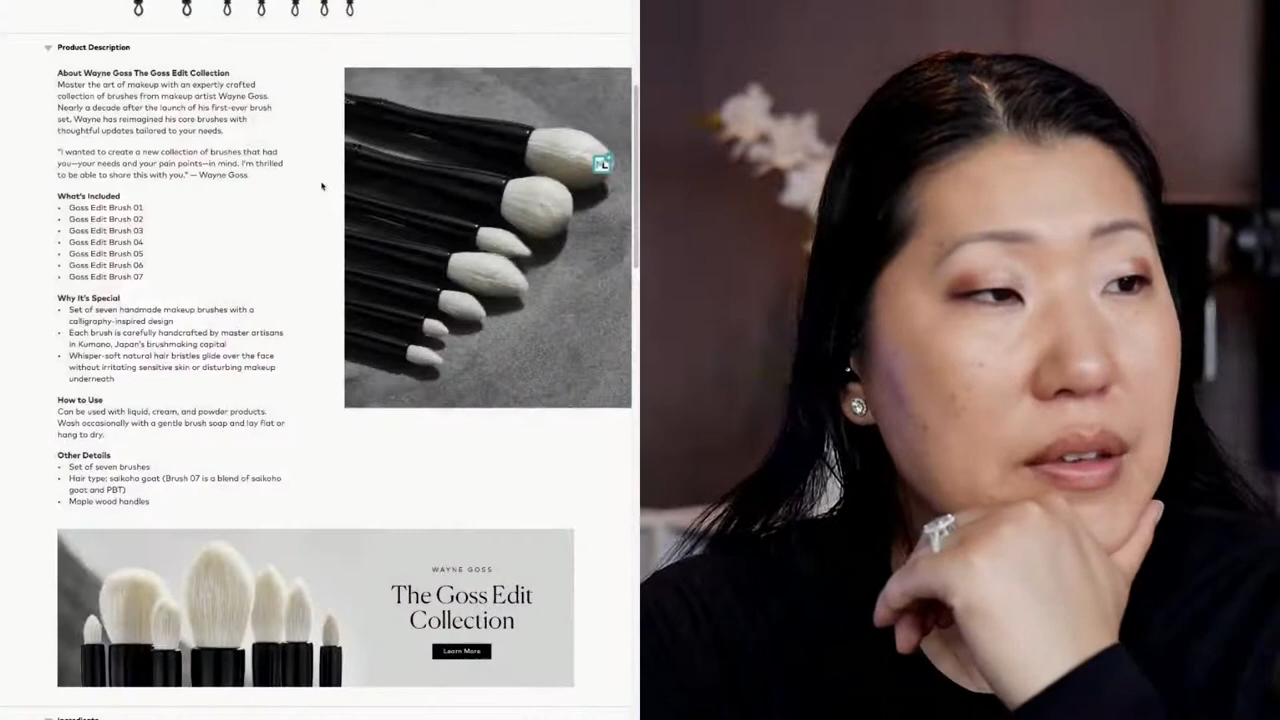 Product Description
About Wayne Goss The Goss Edit Collection
Master the art of makeup with an expertly crafted
collection of brushes from makeup artist Wayne Goss.
Nearly a decade after the launch of his first-ever brush
set, Wayne has reimagined his core brushes with
thoughtful updates tailored to your needs.
"I wanted to create a new collection of brushes that had
you—your needs and your pain points—in mind. I'm thrilled
to be able to share this with you." — Wayne Goss
What's Included
• Goss Edit Brush 01
• Goss Edit Brush 02
• Goss Edit Brush 03
• Goss Edit Brush 04
• Goss Edit Brush 05
• Goss Edit Brush 06
• Goss Edit Brush 07
Why It's Special
• Set of seven handmade makeup brushes with a
calligraphy-inspired design
• Each brush is carefully handcrafted by master artisans
in Kumano, Japan's brushmaking capital
• Whisper-soft natural hair bristles glide over the face
without irritating sensitive skin or disturbing makeup
underneath
How to Use
Can be used with liquid, cream, and powder products.
Wash occasionally with a gentle brush soap and lay flat or
hang to dry.
Other Details
• Set of seven brushes
• Hair type: saikoho goat (Brush 07 is a blend of saikoho
goat and PBT)
• Maple wood handles
WAYNE GOSS
The Goss Edit
Collection
Learn More
Ingredients